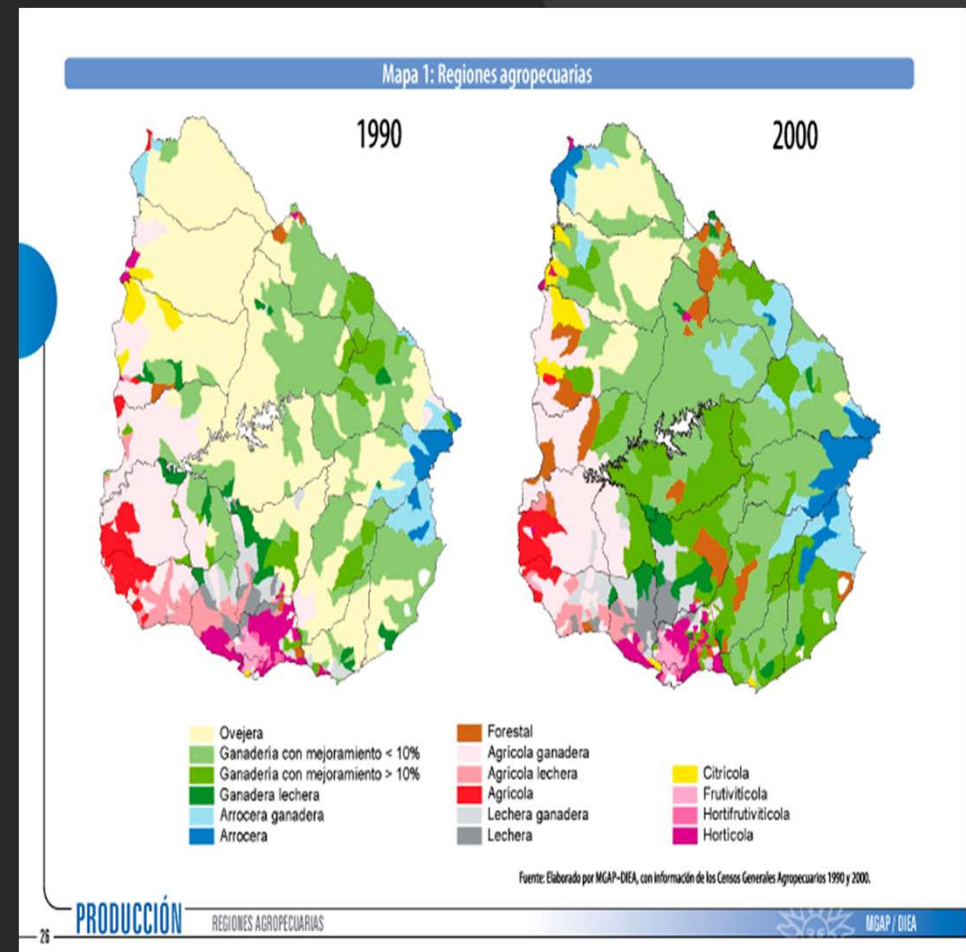 Mapa 1: Regiones agropecuarias
1990
2000
Ovejera
Ganadería con mejoramiento < 10%
Ganadería con mejoramiento > 10%
Ganadera lechera
Arrocera ganadera
Arrocera
Forestal
Agrícola ganadera
Agrícola lechera
Agrícola
Lechera ganadera
Lechera
Citrícola
Frutivitícola
Hortifrutivitícola
Hortícola
Fuente: Elaborado por MGAP-DIEA, con información de los Censos Generales Agropecuarios 1990 y 2000.
26
PRODUCCIÓN
REGIONES AGROPECUARIAS
MGAP / DIEA